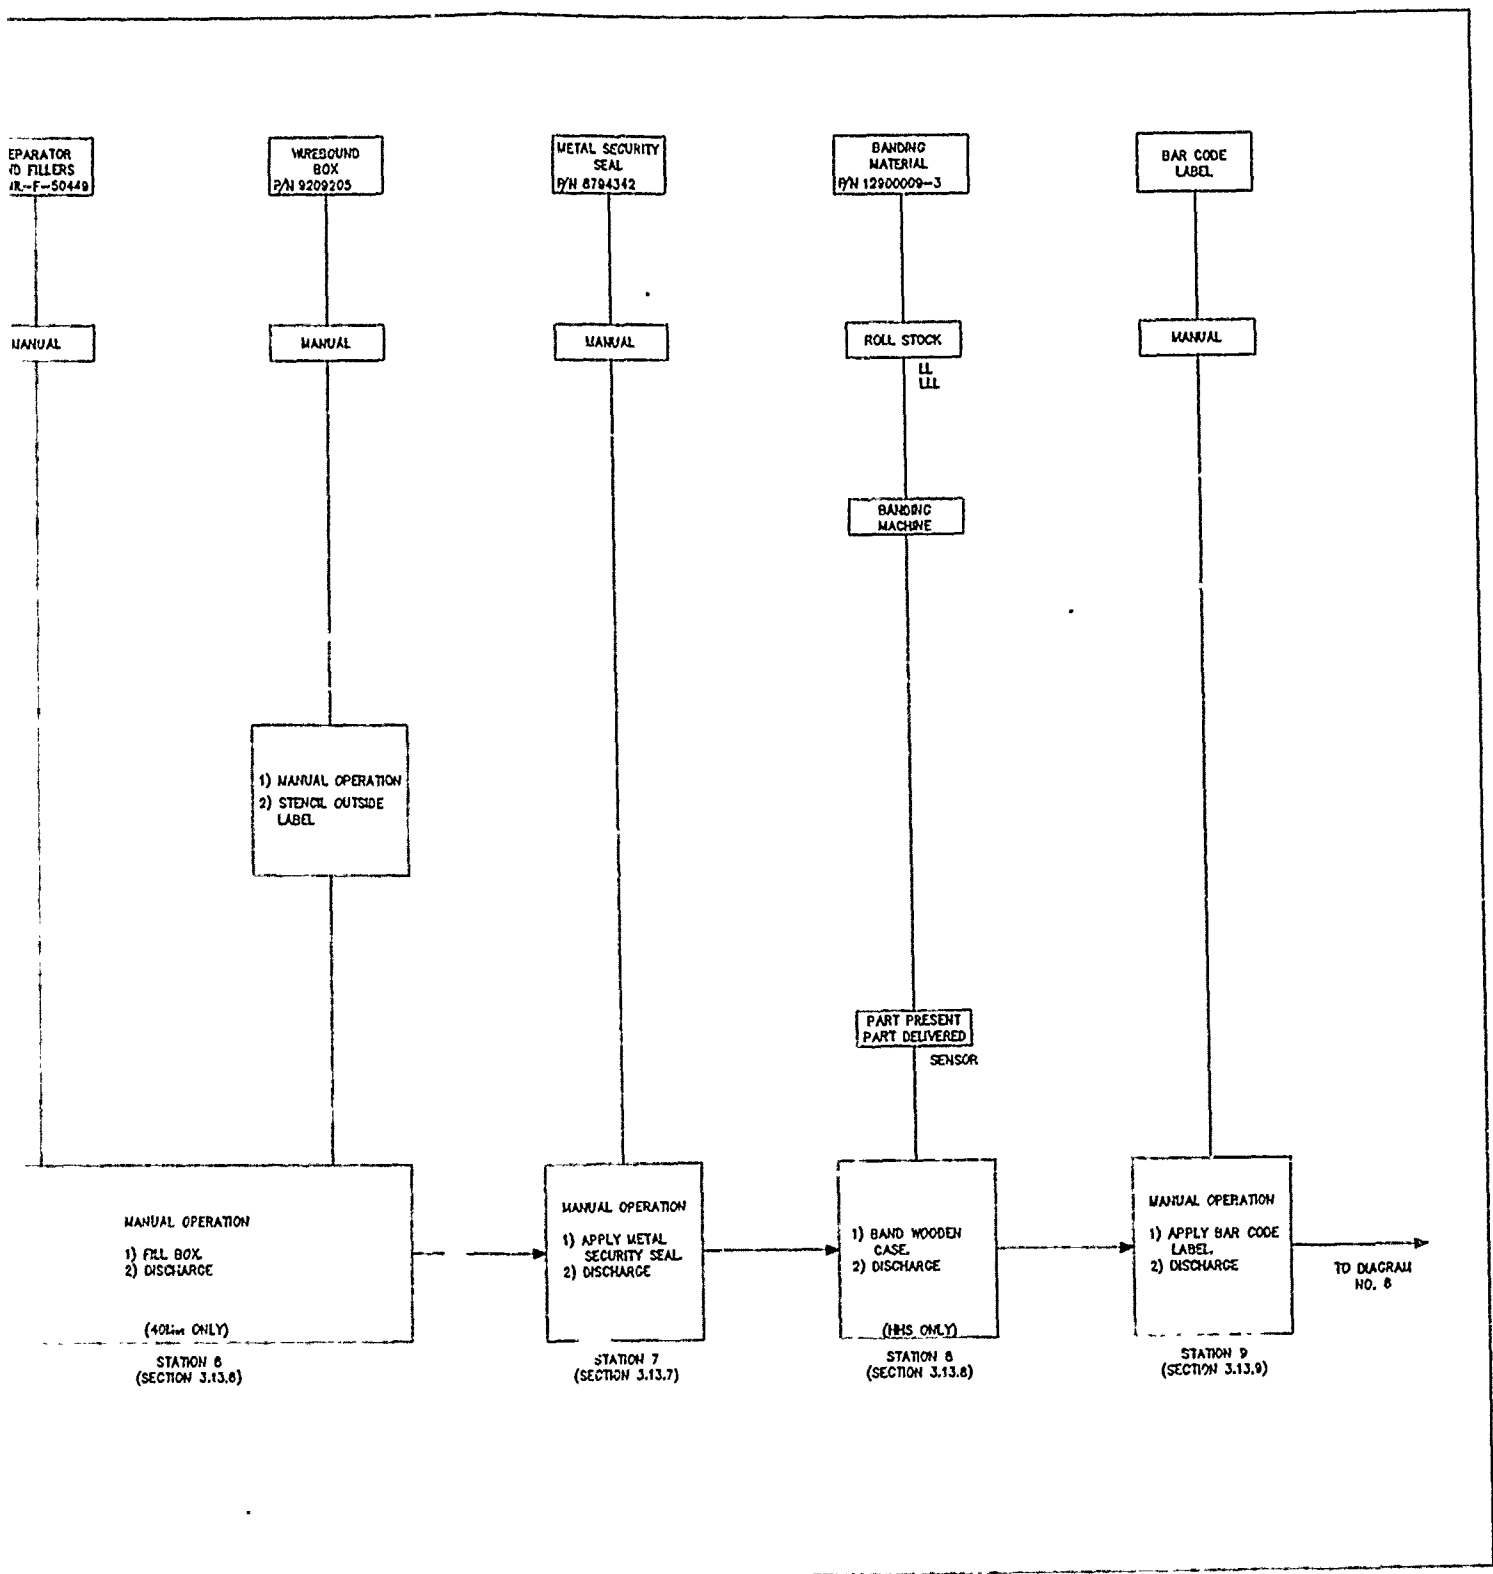 EPARATOR
ND FILLERS
-F-50449
WIREBOUND
BOX
P/N 9209205
METAL SECURITY
SEAL
P/N 8794342
BANDING
MATERIAL
P/N 12900009-3
BAR CODE
LABEL
MANUAL
MANUAL
MANUAL
ROLL STOCK
LL
LLL
MANUAL
BANDING
MACHINE
1) MANUAL OPERATION
2) STENCIL OUTSIDE
LABEL
PART PRESENT
PART DELIVERED
SENSOR
MANUAL OPERATION
1) FILL BOX.
2) DISCHARGE
(40mm ONLY)
STATION 6
(SECTION 3.13.6)
MANUAL OPERATION
1) APPLY METAL
SECURITY SEAL.
2) DISCHARGE
STATION 7
(SECTION 3.13.7)
1) BAND WOODEN
CASE.
2) DISCHARGE
(HHS ONLY)
STATION 8
(SECTION 3.13.8)
MANUAL OPERATION
1) APPLY BAR CODE
LABEL.
2) DISCHARGE
STATION 9
(SECTION 3.13.9)
TO DIAGRAM
NO. 8